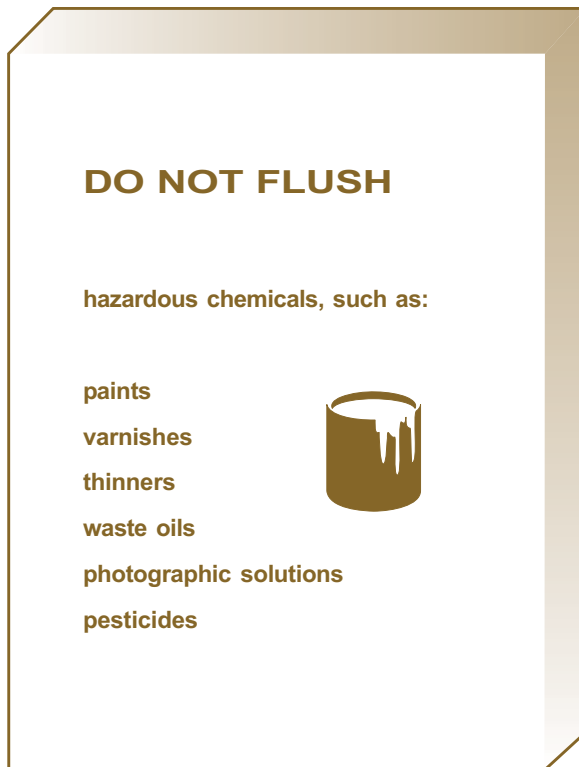 DO NOT FLUSH
hazardous chemicals, such as:
paints
varnishes
thinners
waste oils
photographic solutions
pesticides